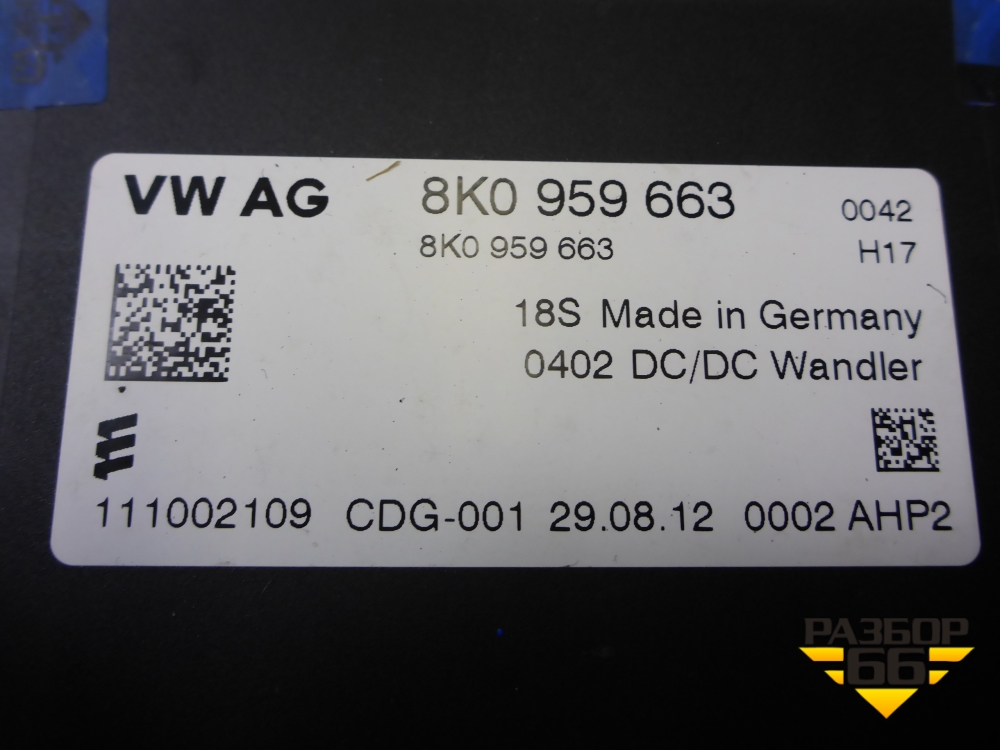 VW AG 8K0 959 663 0042
8K0 959 663 H17
18S Made in Germany
0402 DC/DC Wandler
111002109 CDG-001 29.08.12 0002 AHP2
РАЗБОР
66